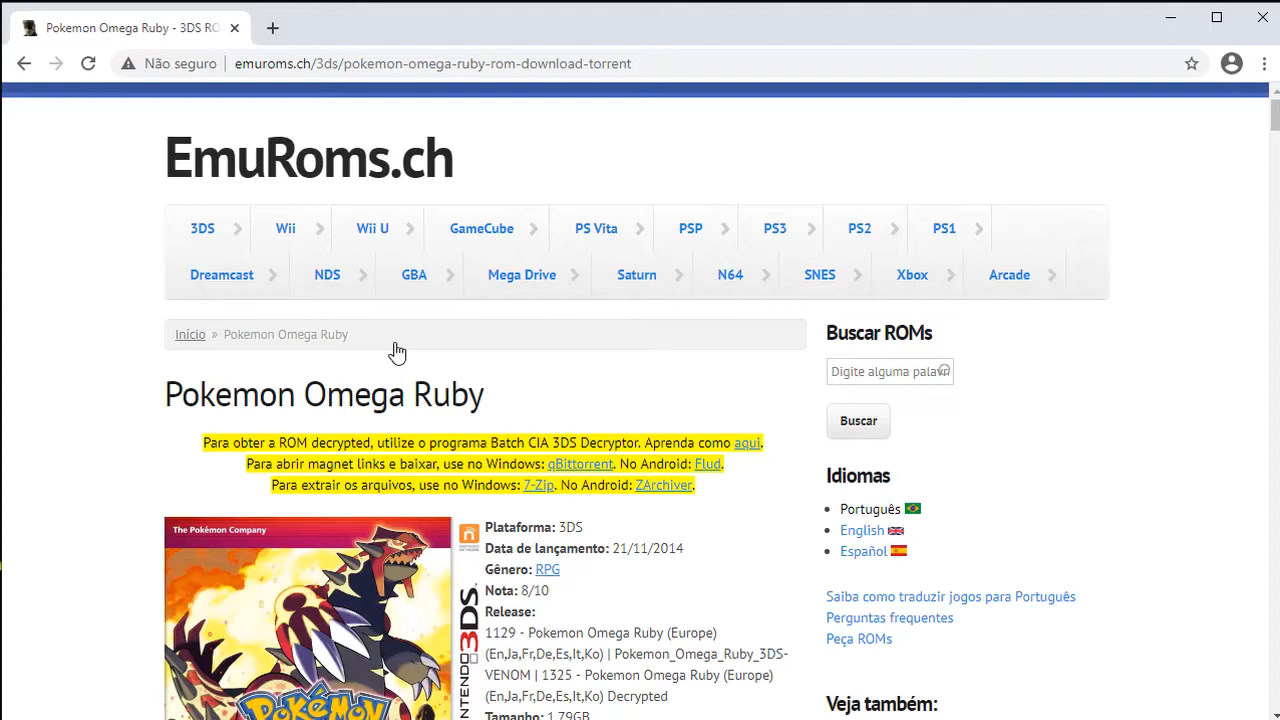 Pokemon Omega Ruby - 3DS RO
Não seguro
emuroms.ch/3ds/pokemon-omega-ruby-rom-download-torrent
EmuRoms.ch
3DS Wii Wii U GameCube PS Vita PSP PS3 PS2 PS1
Dreamcast NDS GBA Mega Drive Saturn N64 SNES Xbox Arcade
Início » Pokemon Omega Ruby
Pokemon Omega Ruby
Para obter a ROM decrypted, utilize o programa Batch CIA 3DS Decryptor. Aprenda como aqui.
Para abrir magnet links e baixar, use no Windows: qBittorrent. No Android: Flud.
Para extrair os arquivos, use no Windows: 7-Zip. No Android: ZArchiver.
The Pokémon Company
POKéMON
NINTENDO 3DS
Plataforma: 3DS
Data de lançamento: 21/11/2014
Gênero: RPG
Nota: 8/10
Release:
1129 - Pokemon Omega Ruby (Europe)
(En,Ja,Fr,De,Es,It,Ko) | Pokemon_Omega_Ruby_3DS-
VENOM | 1325 - Pokemon Omega Ruby (Europe)
(En,Ja,Fr,De,Es,It,Ko) Decrypted
Tamanho: 1.79GB
Buscar ROMs
Digite alguma palavr
Buscar
Idiomas
Português
English
Español
Saiba como traduzir jogos para Português
Perguntas frequentes
Peça ROMs
Veja também: